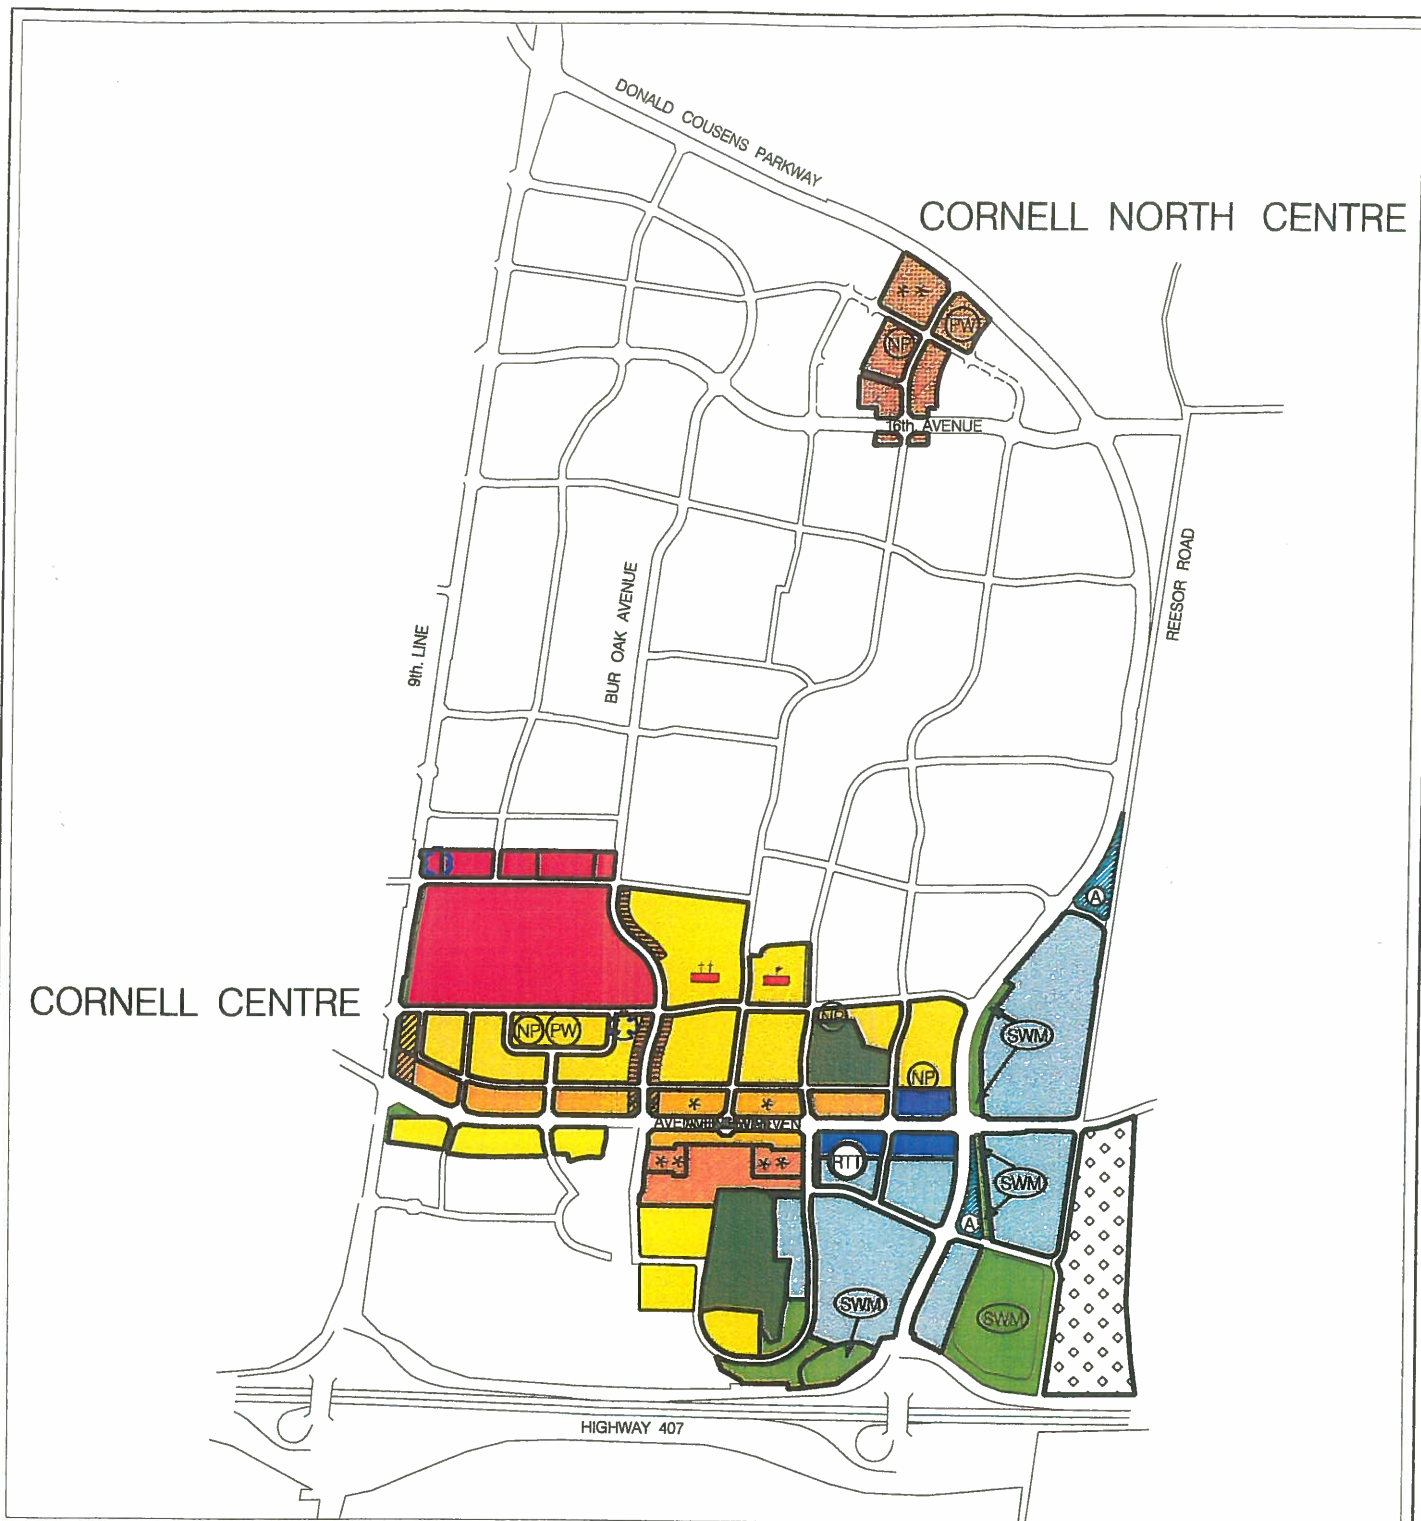 DONALD COUSENS PARKWAY
CORNELL NORTH CENTRE
** 
PW
NP
16th. AVENUE
REESOR ROAD
BUR OAK AVENUE
9th. LINE
A
CORNELL CENTRE
NP
PW
NP
SWM
NP
*
*
**
**
RTT
SWM
A
SWM
SWM
HIGHWAY 407